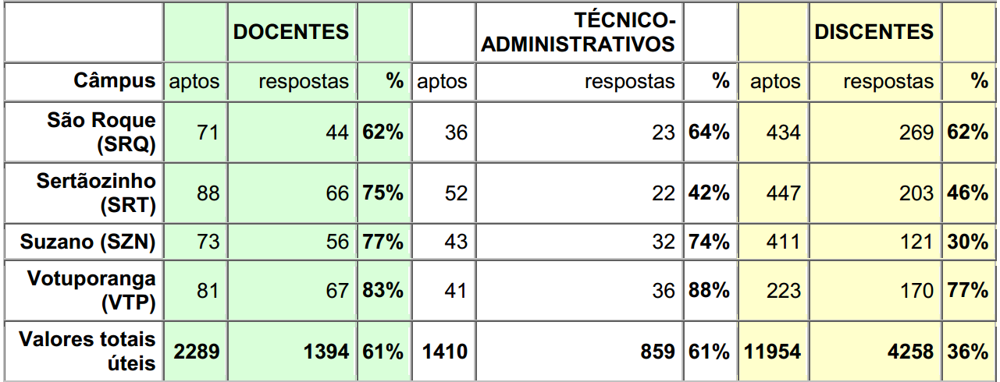 DOCENTES TÉCNICO-ADMINISTRATIVOS DISCENTES
Câmpus aptos respostas % aptos respostas % aptos respostas %
São Roque (SRQ) 71 44 62% 36 23 64% 434 269 62%
Sertãozinho (SRT) 88 66 75% 52 22 42% 447 203 46%
Suzano (SZN) 73 56 77% 43 32 74% 411 121 30%
Votuporanga (VTP) 81 67 83% 41 36 88% 223 170 77%
Valores totais úteis 2289 1394 61% 1410 859 61% 11954 4258 36%